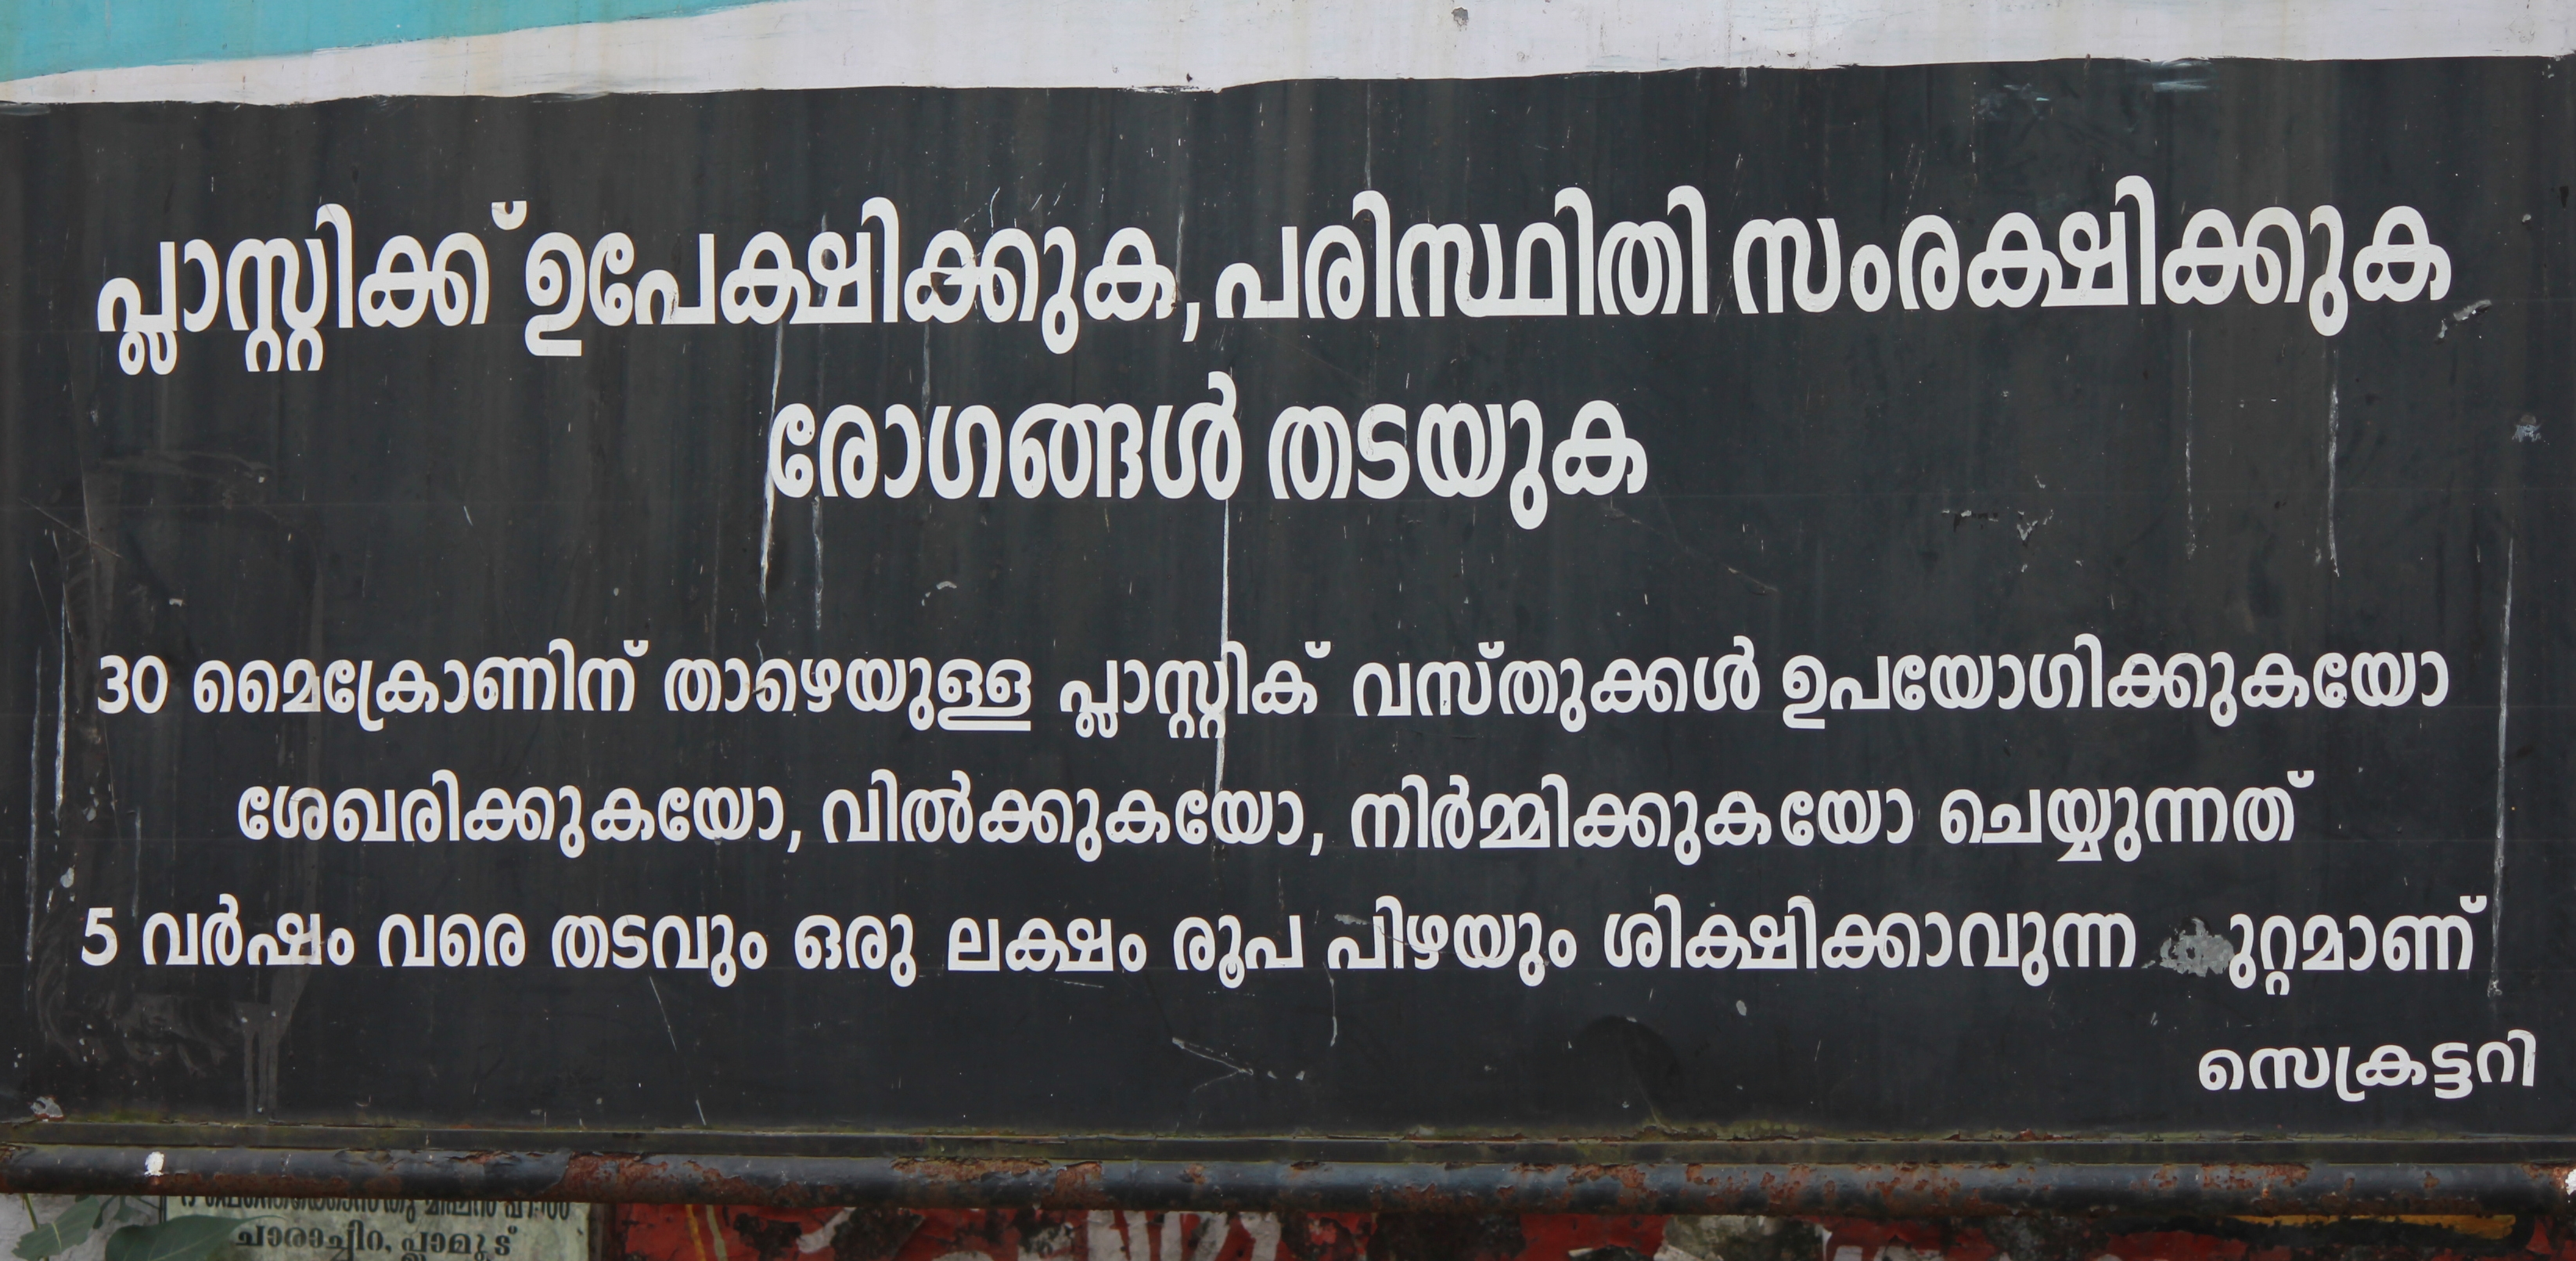 പ്ലാസ്റ്റിക്ക് ഉപേക്ഷിക്കുക, പരിസ്ഥിതി സംരക്ഷിക്കുക
രോഗങ്ങൾ തടയുക
30 മൈക്രോണിന് താഴെയുള്ള പ്ലാസ്റ്റിക് വസ്തുക്കൾ ഉപയോഗിക്കുകയോ
ശേഖരിക്കുകയോ, വിൽക്കുകയോ, നിർമ്മിക്കുകയോ ചെയ്യുന്നത്
5 വർഷം വരെ തടവും ഒരു ലക്ഷം രൂപ പിഴയും ശിക്ഷിക്കാവുന്ന
സെക്രട്ടറി
ചാരാച്ചിറ, പ്ലാമൂട്